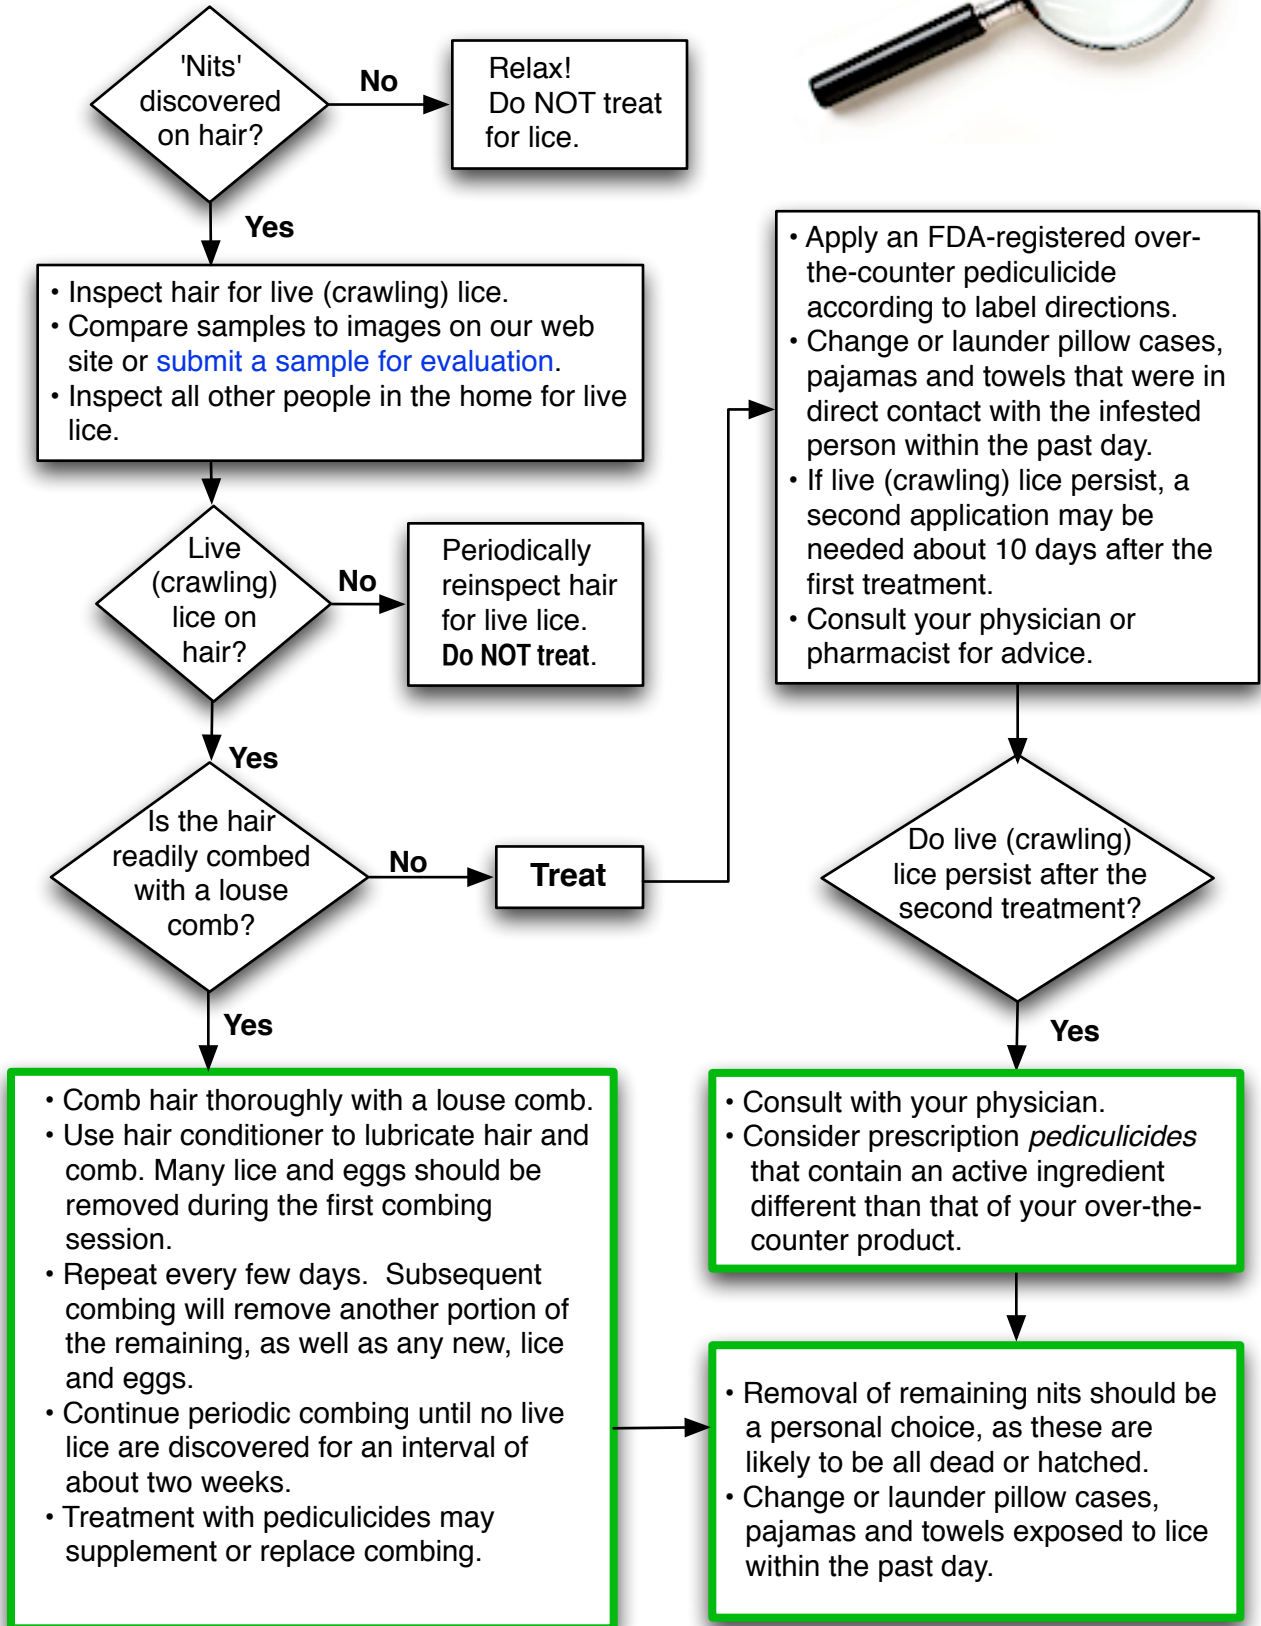 'Nits'
discovered
on hair?
No
Relax!
Do NOT treat
for lice.
Yes
• Inspect hair for live (crawling) lice.
• Compare samples to images on our web
site or submit a sample for evaluation.
• Inspect all other people in the home for live
lice.
Live
(crawling)
lice on
hair?
No
Periodically
reinspect hair
for live lice.
Do NOT treat.
Yes
Is the hair
readily combed
with a louse
comb?
No
Treat
Yes
• Comb hair thoroughly with a louse comb.
• Use hair conditioner to lubricate hair and
comb. Many lice and eggs should be
removed during the first combing
session.
• Repeat every few days.  Subsequent
combing will remove another portion of
the remaining, as well as any new, lice
and eggs.
• Continue periodic combing until no live
lice are discovered for an interval of
about two weeks.
• Treatment with pediculicides may
supplement or replace combing.
• Apply an FDA-registered over-
the-counter pediculicide
according to label directions.
• Change or launder pillow cases,
pajamas and towels that were in
direct contact with the infested
person within the past day.
• If live (crawling) lice persist, a
second application may be
needed about 10 days after the
first treatment.
• Consult your physician or
pharmacist for advice.
Do live (crawling)
lice persist after the
second treatment?
Yes
• Consult with your physician.
• Consider prescription pediculicides
that contain an active ingredient
different than that of your over-the-
counter product.
• Removal of remaining nits should be
a personal choice, as these are
likely to be all dead or hatched.
• Change or launder pillow cases,
pajamas and towels exposed to lice
within the past day.